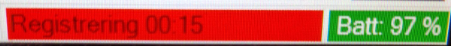 Registrering 00:15 Batt: 97 %